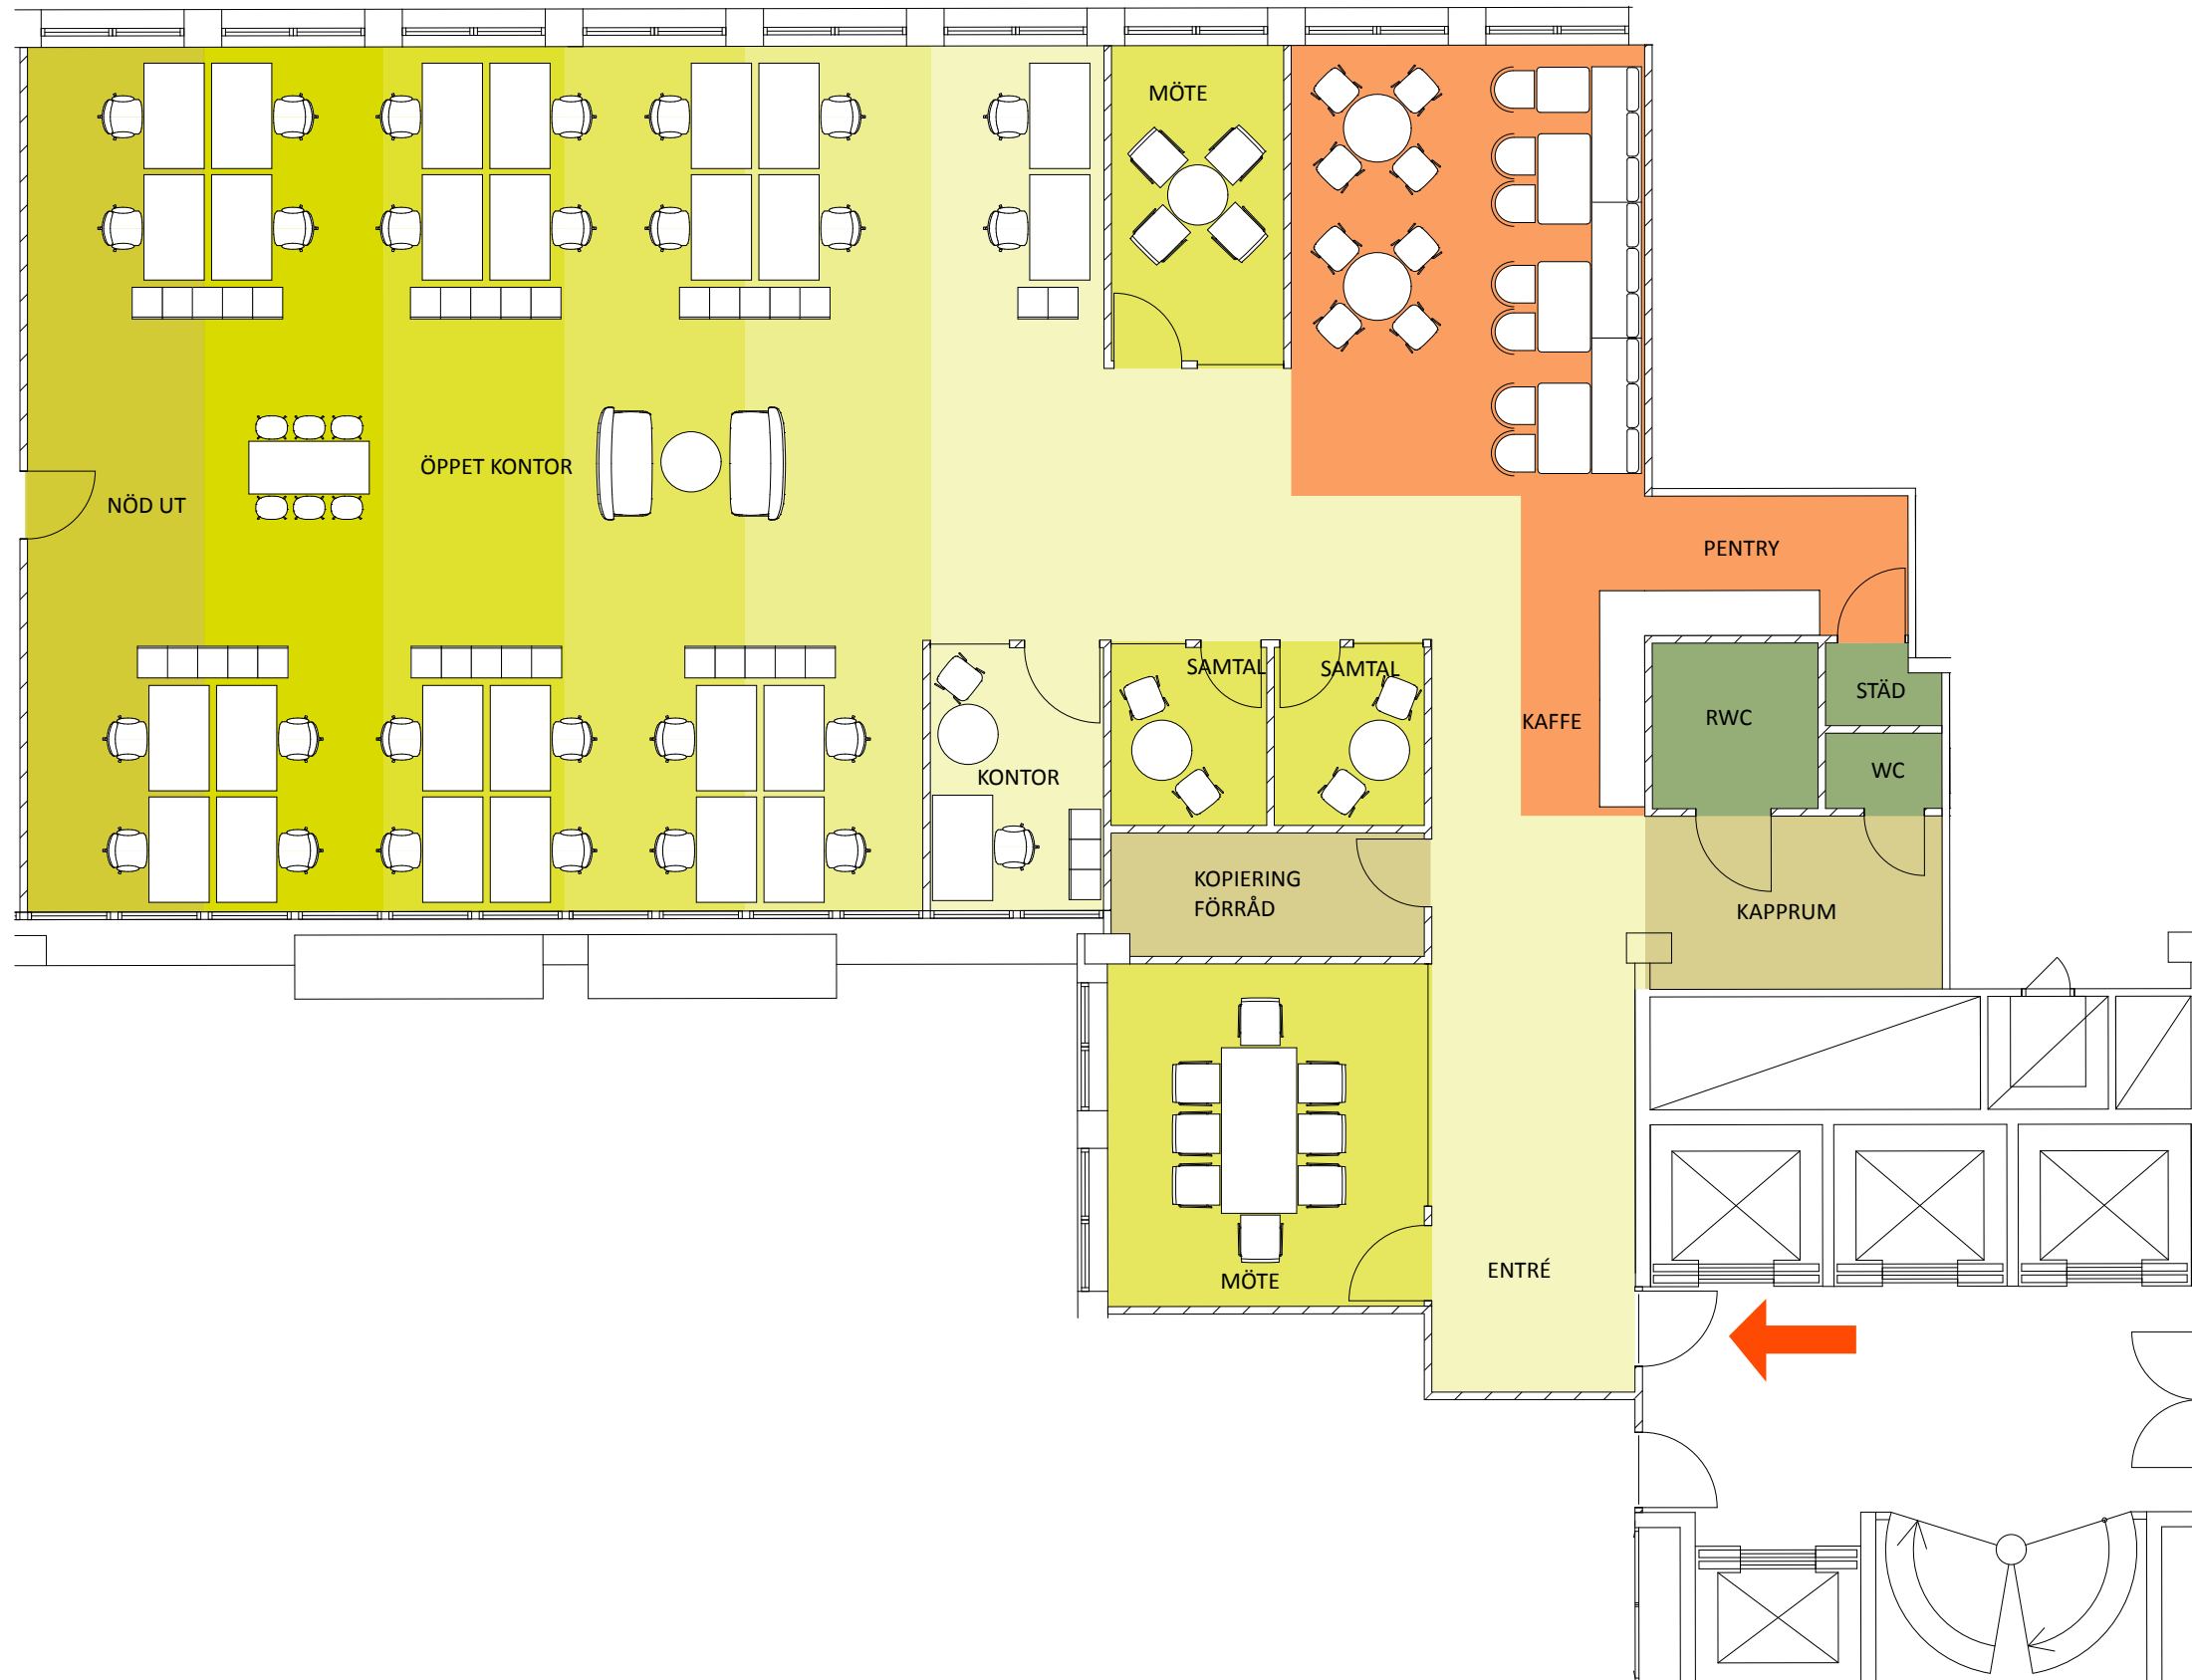 MÖTE
ÖPPET KONTOR
NÖD UT
PENTRY
SAMTAL
SAMTAL
STÄD
RWC
KAFFE
WC
KONTOR
KOPIERING
FÖRRÅD
KAPPRUM
ENTRÉ
MÖTE